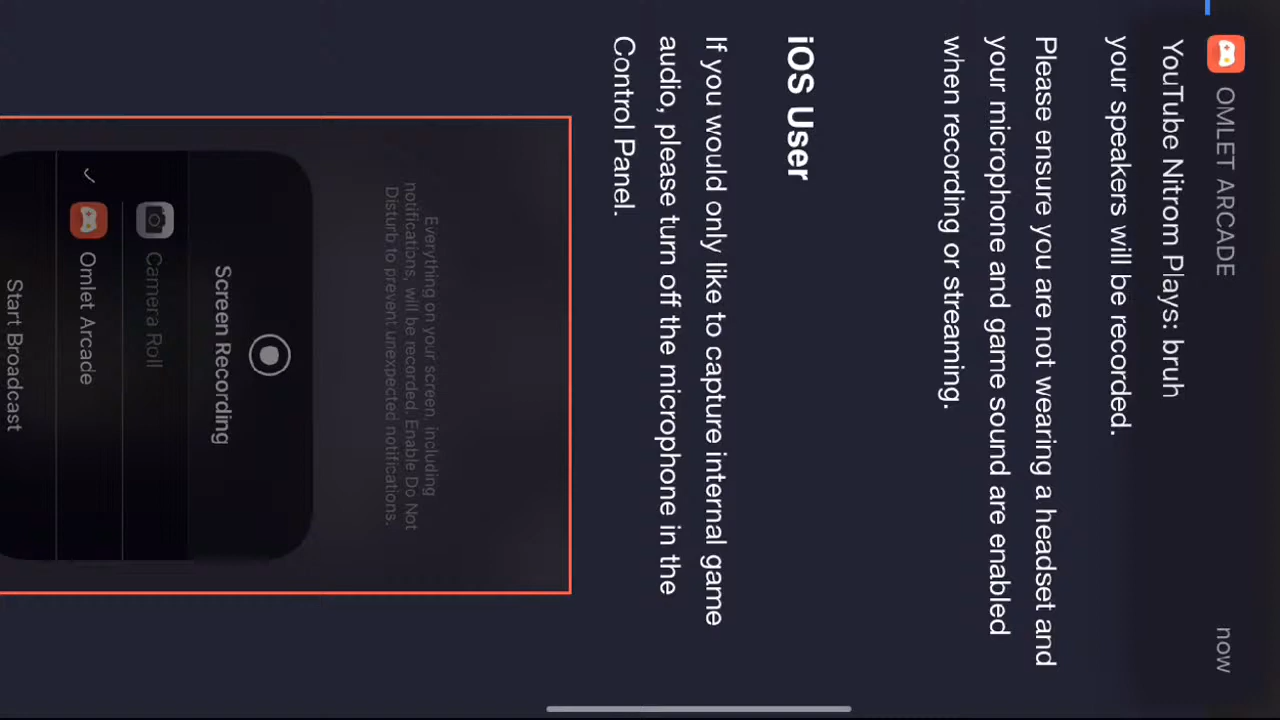 OMLET ARCADE
now
YouTube Nitrom Plays: bruh
your speakers will be recorded.
Please ensure you are not wearing a headset and
your microphone and game sound are enabled
when recording or streaming.
iOS User
If you would only like to capture internal game
audio, please turn off the microphone in the
Control Panel.
Everything on your screen, including
notifications, will be recorded. Enable Do Not
Disturb to prevent unexpected notifications.
Screen Recording
Camera Roll
Omlet Arcade
Start Broadcast